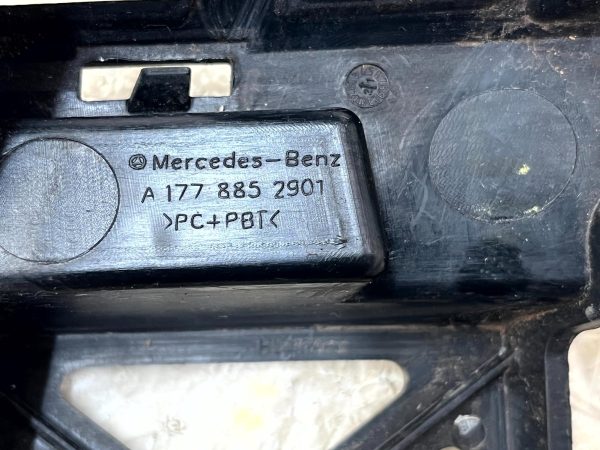 Mercedes-Benz
A 177 885 2901
>PC+PBT<